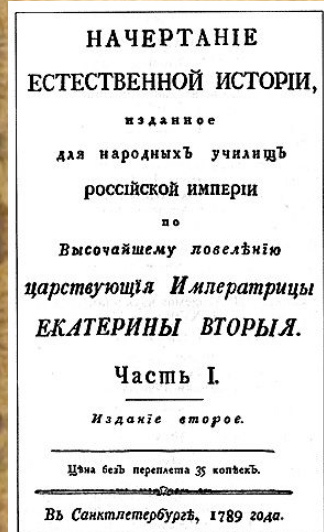 НАЧЕРТАНІЕ
ЕСТЕСТВЕННОЙ ИСТОРІИ,
изданное
для народныхъ училищъ
РОССІЙСКОЙ ИМПЕРІИ
по
Высочайшему повелѣнію
царствующія Императрицы
ЕКАТЕРИНЫ ВТОРЫЯ.
Часть I.
Изданіе второе.
Цѣна безъ переплета 35 копѣекъ.
Въ Санктпетербургѣ, 1789 года.